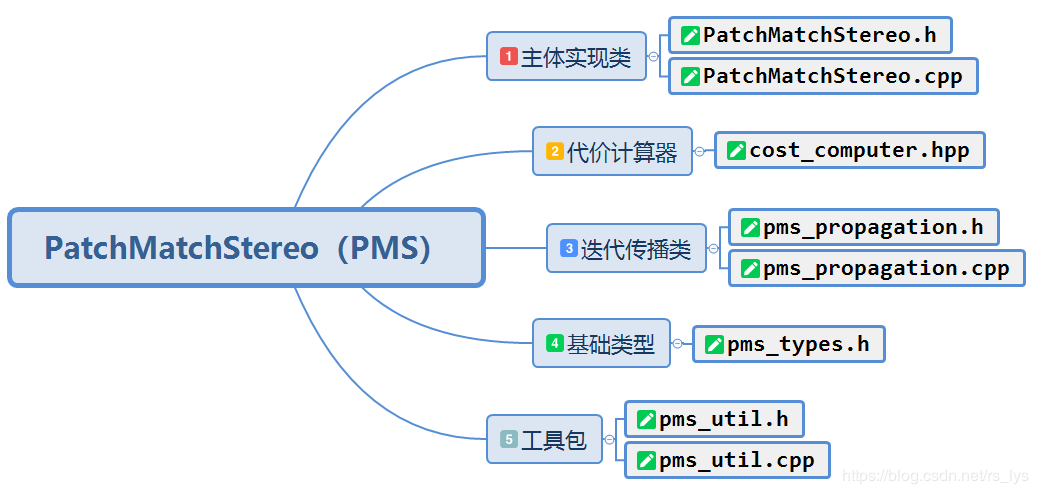 PatchMatchStereo（PMS）
1 主体实现类
PatchMatchStereo.h
PatchMatchStereo.cpp
2 代价计算器
cost_computer.hpp
3 迭代传播类
pms_propagation.h
pms_propagation.cpp
4 基础类型
pms_types.h
5 工具包
pms_util.h
pms_util.cpp
https://blog.csdn.net/rs_lys